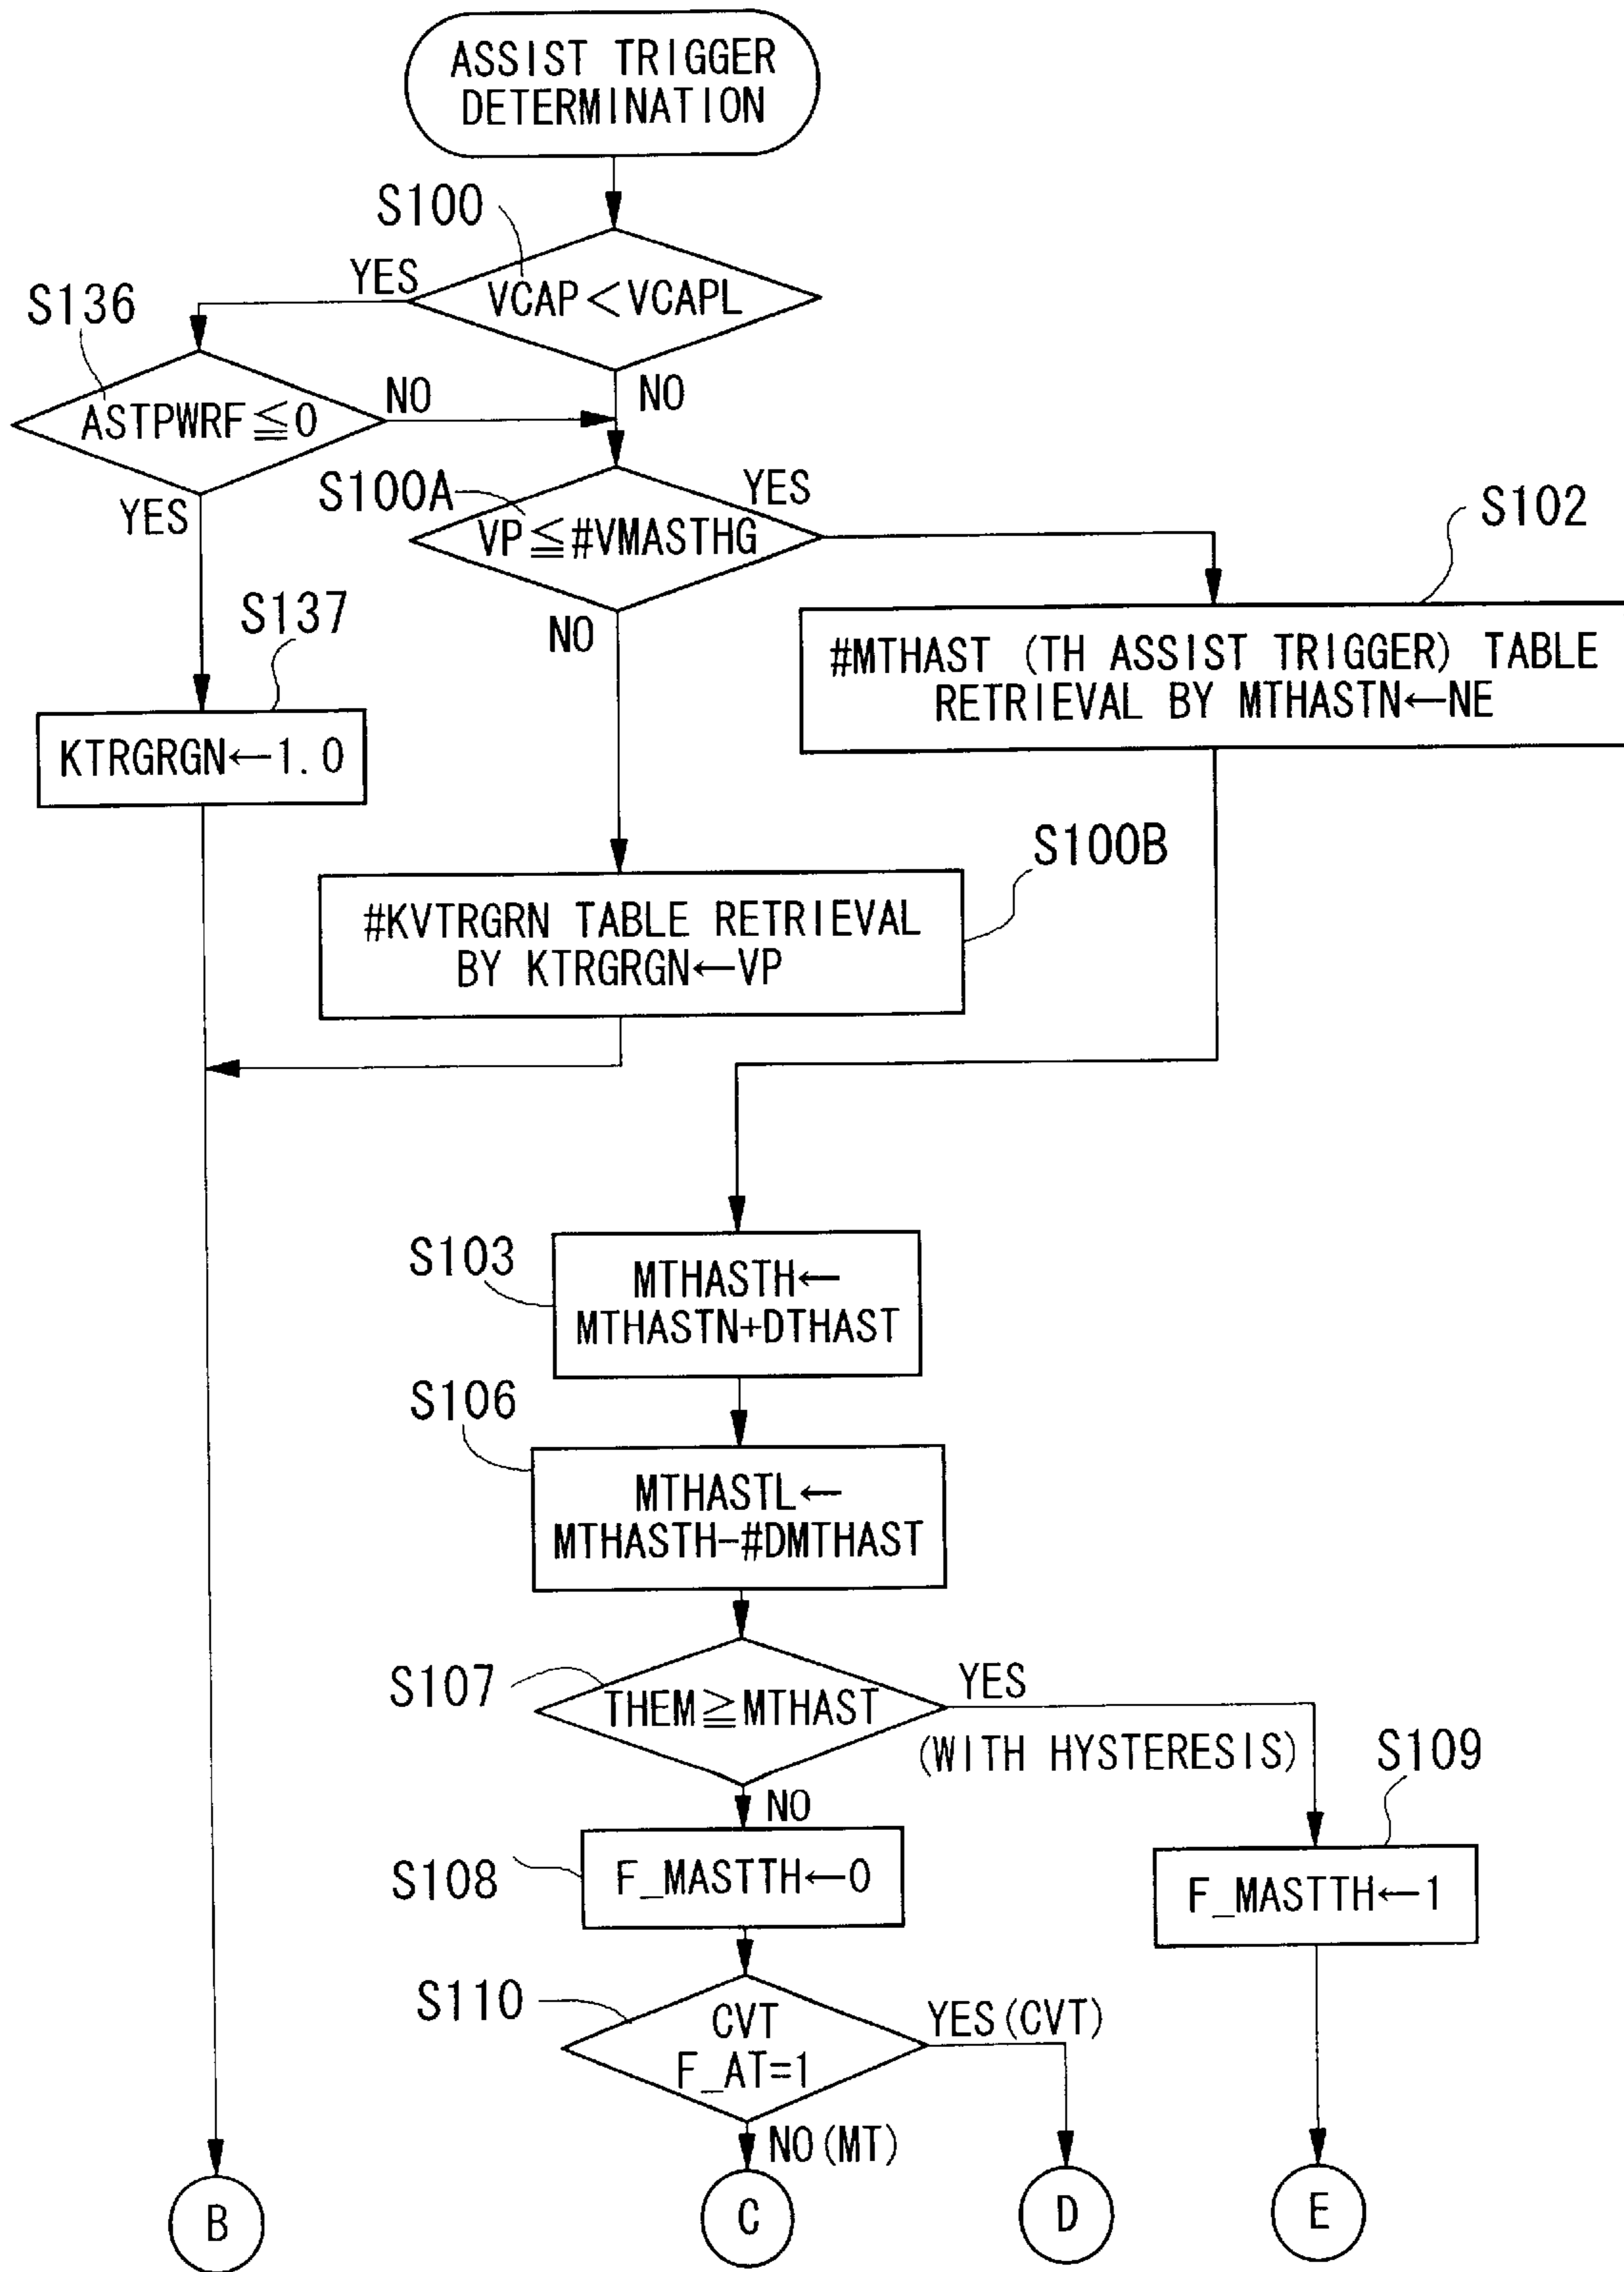 ASSIST TRIGGER
DETERMINATION
S100
YES
VCAP<VCAPL
S136
NO
NO
ASTPWRF≦0
S100A
YES
YES
VP≦#VMASTHG
S102
S137
NO
#MTHAST (TH ASSIST TRIGGER) TABLE
RETRIEVAL BY MTHASTN←NE
KTRGRGN←1.0
S100B
#KVTRGRN TABLE RETRIEVAL
BY KTRGRGN←VP
S103
MTHASTH←
MTHASTN+DTHAST
S106
MTHASTL←
MTHASTH-#DMTHAST
S107
YES
THEM≧MTHAST
(WITH HYSTERESIS)
S109
NO
S108
F_MASTTH←0
F_MASTTH←1
S110
CVT
F_AT=1
YES(CVT)
NO(MT)
B
C
D
E